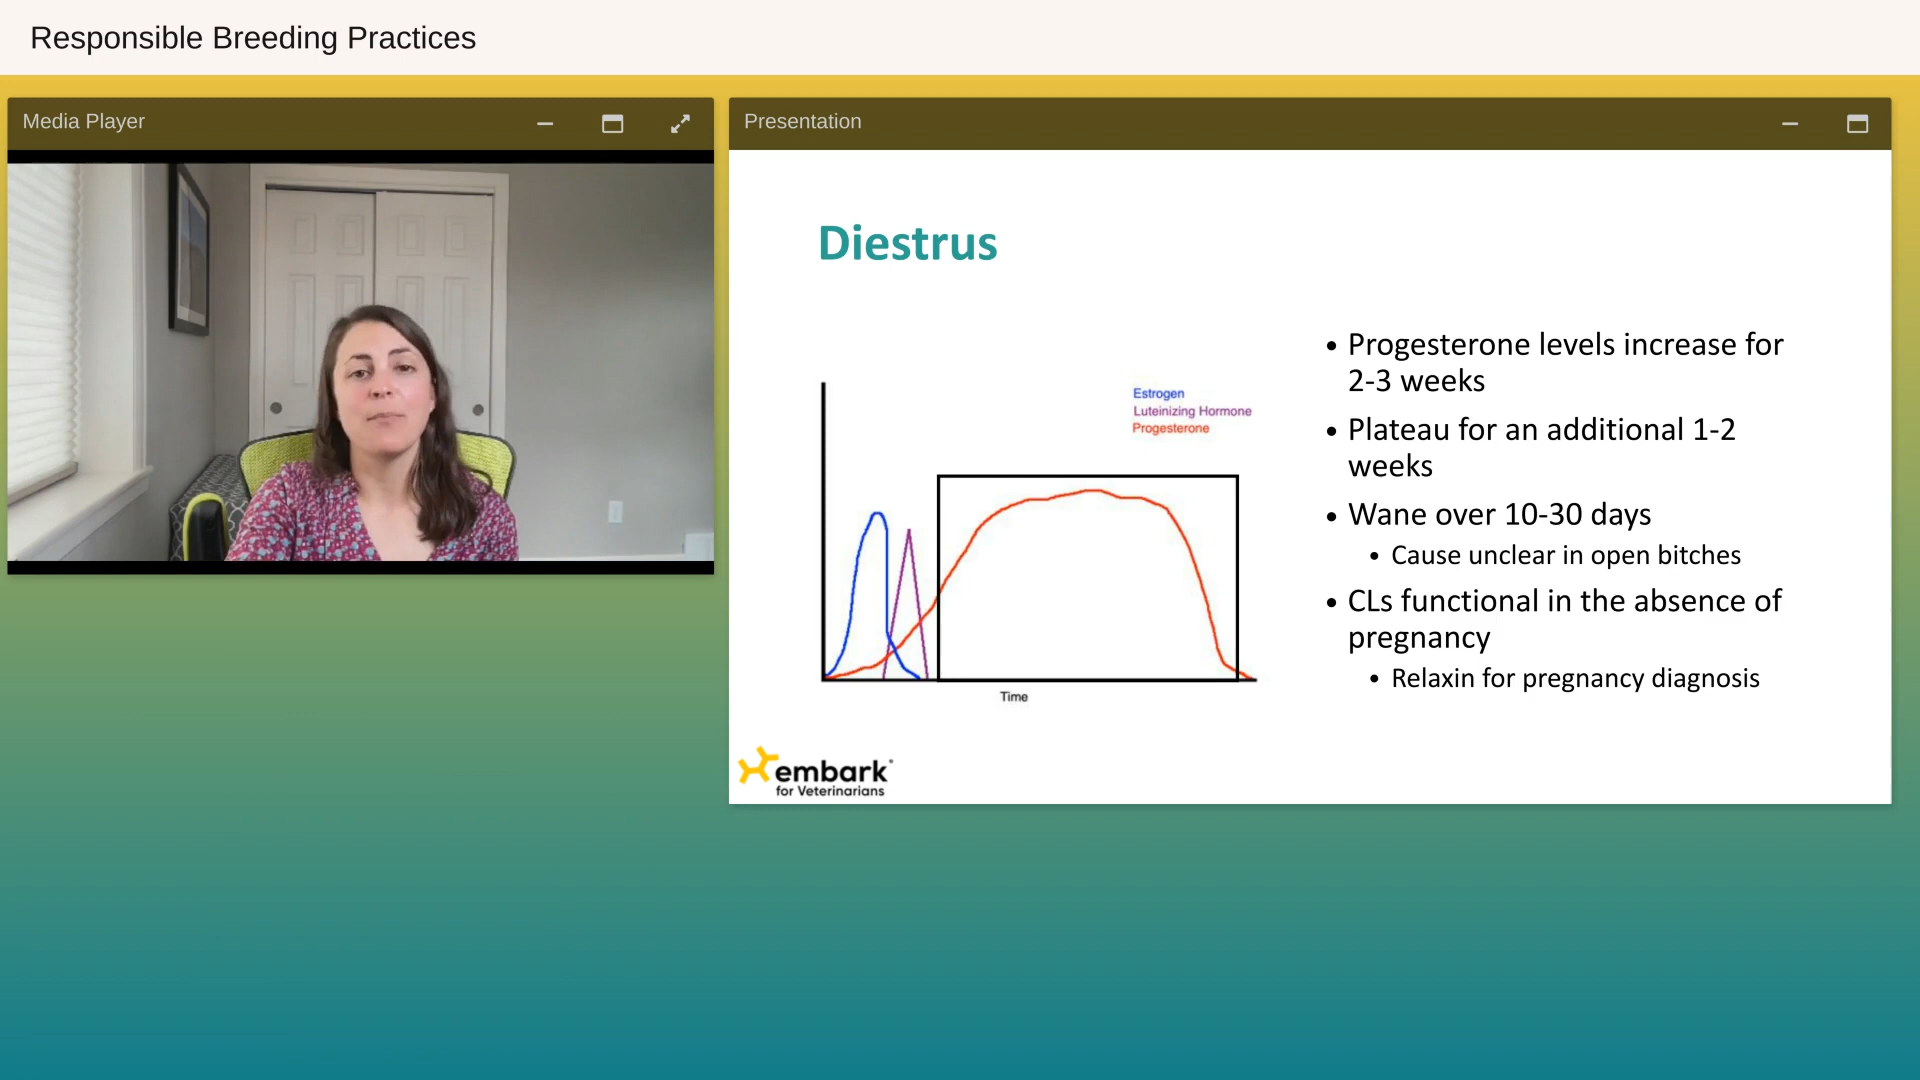 Responsible Breeding Practices
Media Player
Presentation
Diestrus
Estrogen
Luteinizing Hormone
Progesterone
Time
• Progesterone levels increase for
2-3 weeks
• Plateau for an additional 1-2
weeks
• Wane over 10-30 days
• Cause unclear in open bitches
• CLs functional in the absence of
pregnancy
• Relaxin for pregnancy diagnosis
embark
for Veterinarians